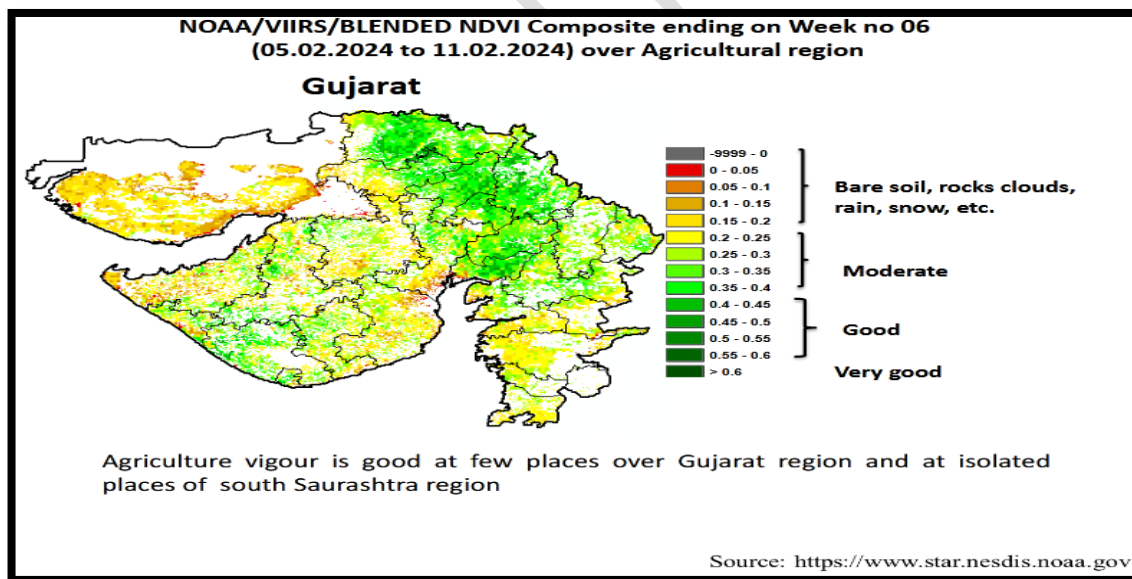 NOAA/VIIRS/BLENDED NDVI Composite ending on Week no 06
(05.02.2024 to 11.02.2024) over Agricultural region
Gujarat
-9999 - 0
0 - 0.05
0.05 - 0.1
0.1 - 0.15
0.15 - 0.2
0.2 - 0.25
0.25 - 0.3
0.3 - 0.35
0.35 - 0.4
0.4 - 0.45
0.45 - 0.5
0.5 - 0.55
0.55 - 0.6
> 0.6
Bare soil, rocks clouds,
rain, snow, etc.
Moderate
Good
Very good
Agriculture vigour is good at few places over Gujarat region and at isolated
places of south Saurashtra region
Source: https://www.star.nesdis.noaa.gov